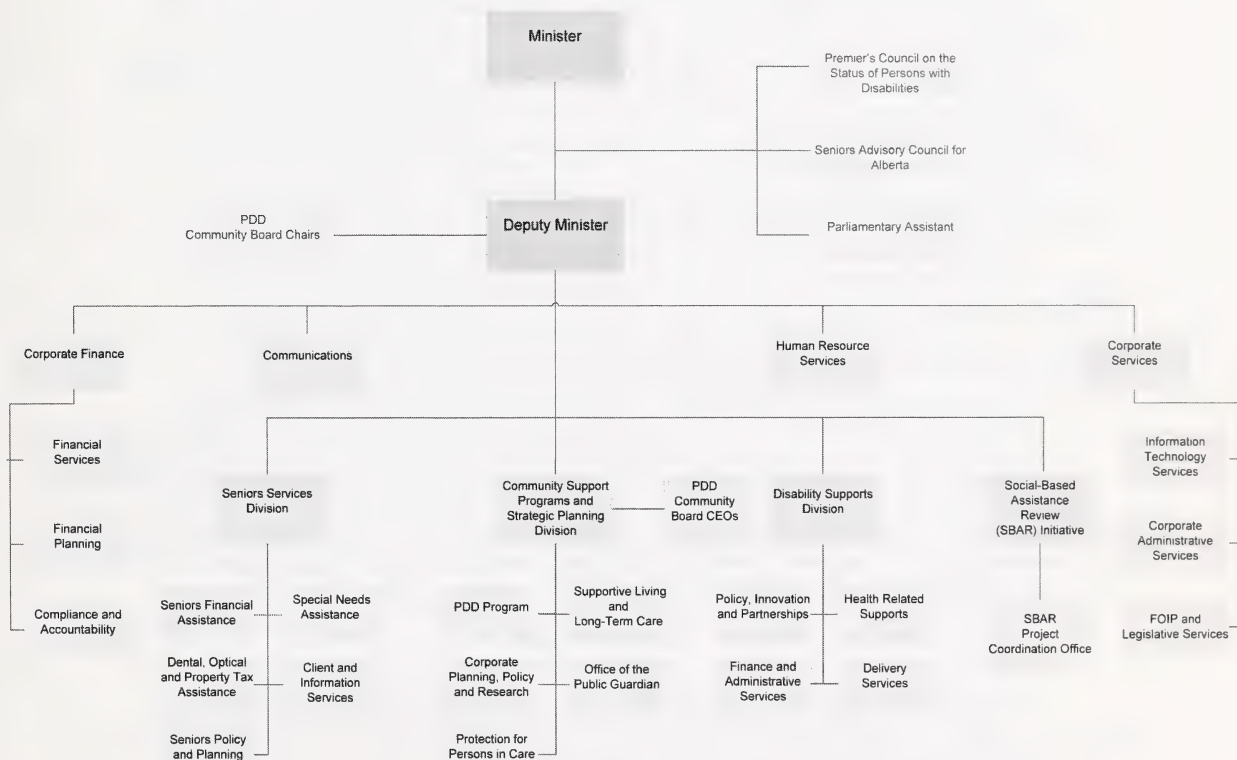 Minister
Premier's Council on the
Status of Persons with
Disabilities
Seniors Advisory Council for
Alberta
Parliamentary Assistant
PDD
Community Board Chairs
Deputy Minister
Corporate Finance
Communications
Human Resource
Services
Corporate
Services
Financial
Services
Financial
Planning
Compliance and
Accountability
Seniors Services
Division
Seniors Financial
Assistance
Special Needs
Assistance
Dental, Optical
and Property Tax
Assistance
Client and
Information
Services
Seniors Policy
and Planning
Community Support
Programs and
Strategic Planning
Division
PDD
Community
Board CEOs
PDD Program
Supportive Living
and
Long-Term Care
Corporate
Planning, Policy
and Research
Office of the
Public Guardian
Protection for
Persons in Care
Disability Supports
Division
Policy, Innovation
and Partnerships
Health Related
Supports
Finance and
Administrative
Services
Delivery
Services
Social-Based
Assistance
Review
(SBAR) Initiative
SBAR
Project
Coordination Office
Information
Technology
Services
Corporate
Administrative
Services
FOIP and
Legislative Services